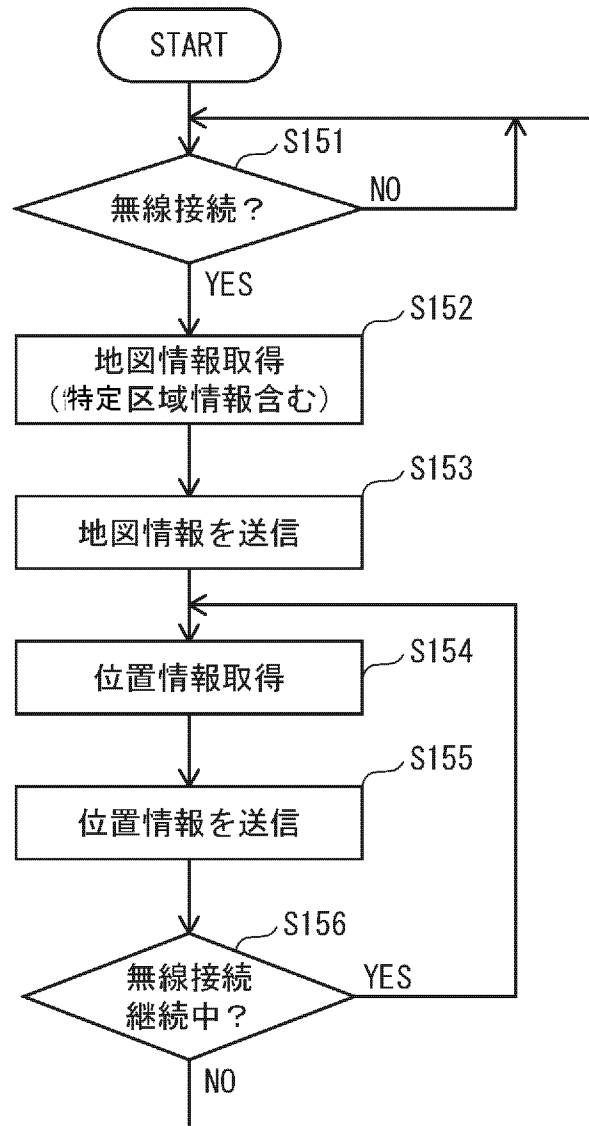 START
S151
無線接続？
NO
YES
S152
地図情報取得
（特定区域情報含む）
S153
地図情報を送信
S154
位置情報取得
S155
位置情報を送信
S156
無線接続
継続中？
YES
NO